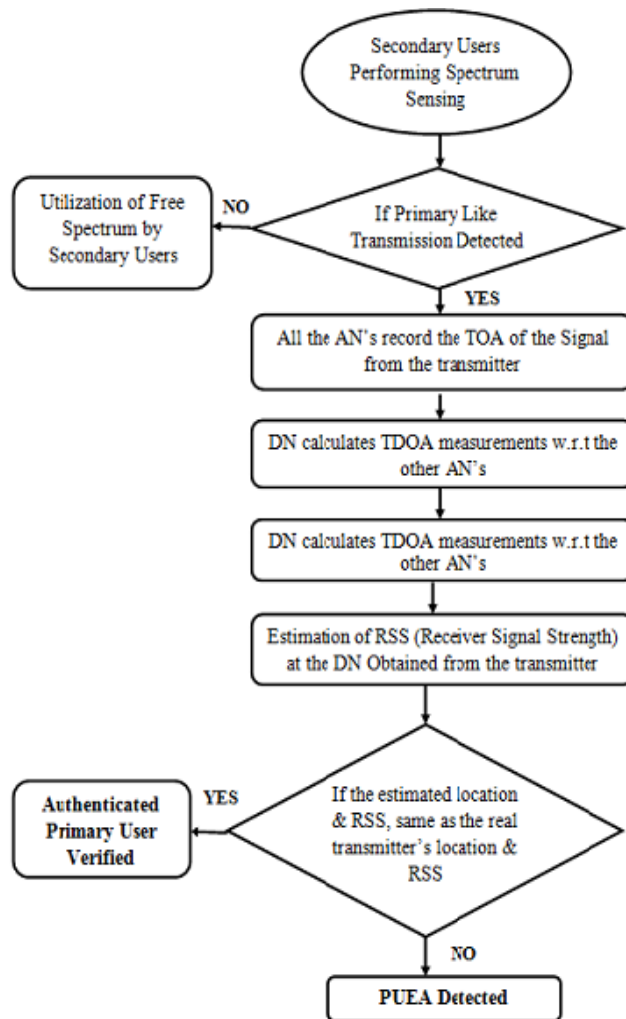 Secondary Users
Performing Spectrum
Sensing
Utilization of Free
Spectrum by
Secondary Users
NO
If Primary Like
Transmission Detected
YES
All the AN's record the TOA of the Signal
from the transmitter
DN calculates TDOA measurements w.r.t the
other AN's
DN calculates TDOA measurements w.r.t the
other AN's
Estimation of RSS (Receiver Signal Strength)
at the DN Obtained from the transmitter
Authenticated
Primary User
Verified
YES
If the estimated location
& RSS, same as the real
transmitter's location &
RSS
NO
PUEA Detected